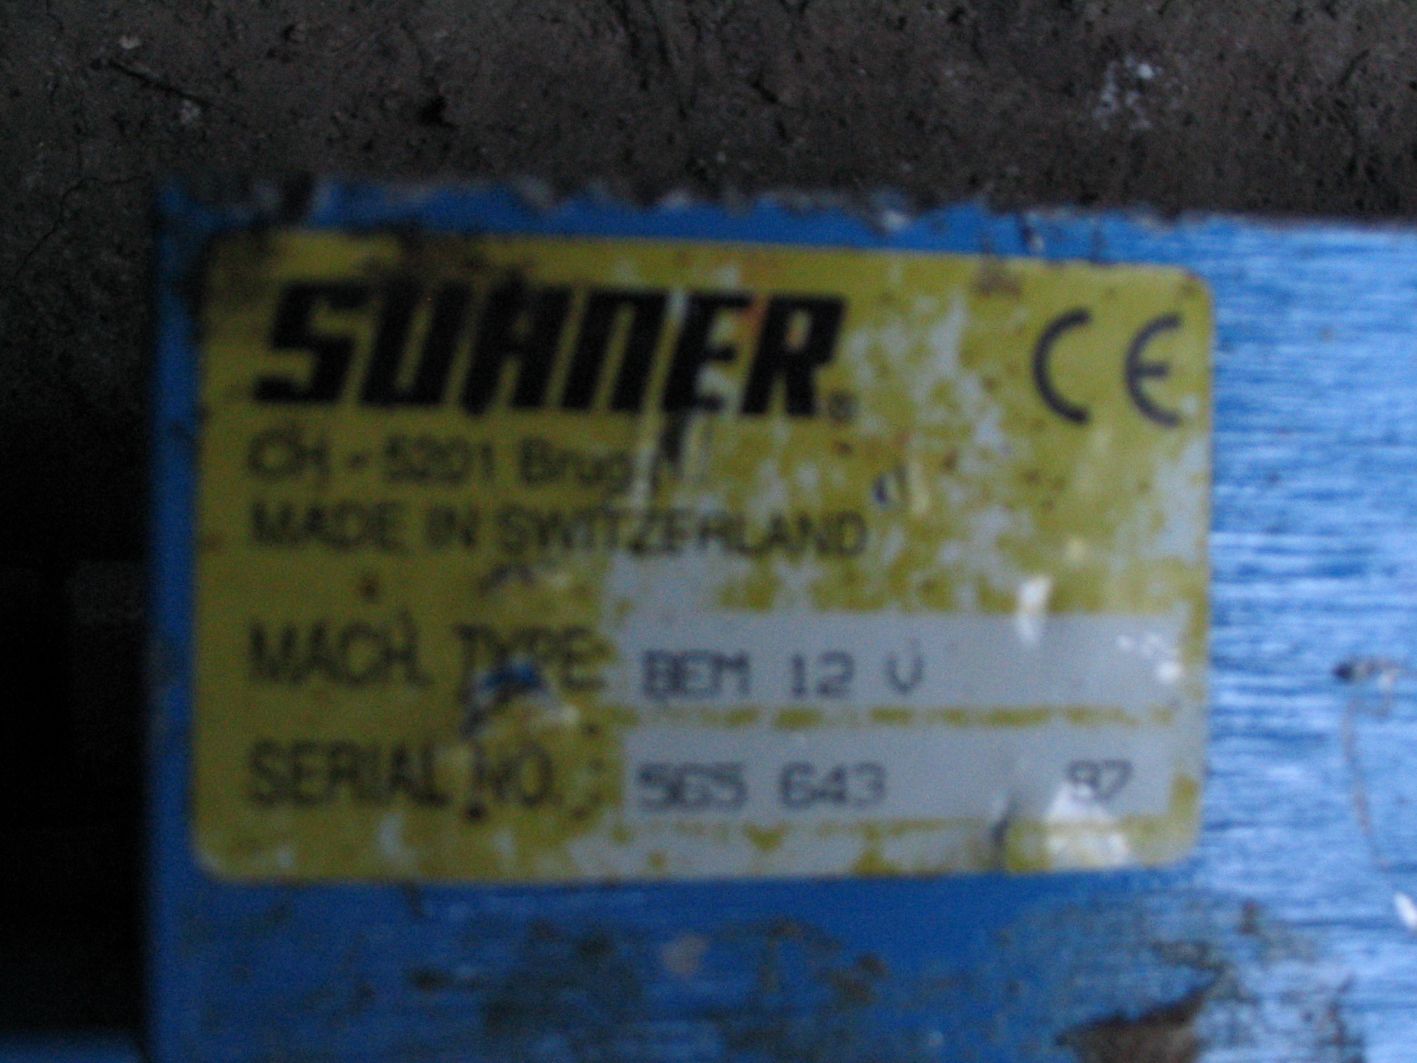 SUHNER®
CE
CH - 5201 Brugg
MADE IN SWITZERLAND
MACH. TYPE: BEM 12 V
SERIAL NO. : 565 643 97